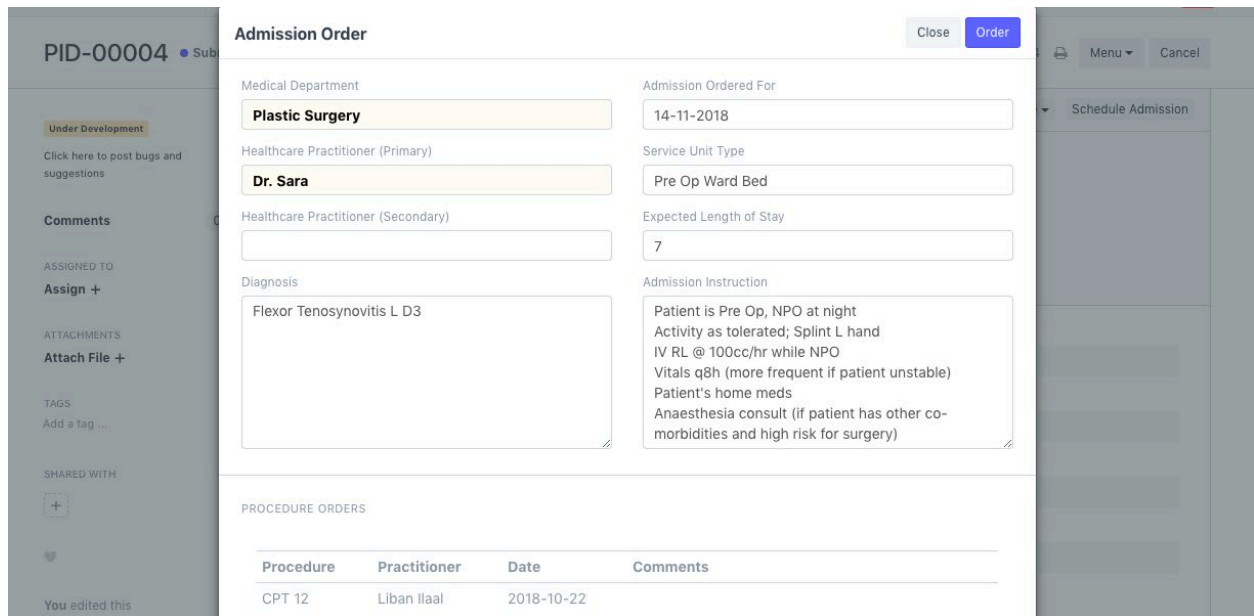 PID-00004
Admission Order
Close
Order
Menu
Cancel
Schedule Admission
Under Development
Click here to post bugs and
suggestions
Comments
ASSIGNED TO
Assign +
ATTACHMENTS
Attach File +
TAGS
Add a tag ...
SHARED WITH
+
You edited this
Medical Department
Plastic Surgery
Healthcare Practitioner (Primary)
Dr. Sara
Healthcare Practitioner (Secondary)
Diagnosis
Flexor Tenosynovitis L D3
Admission Ordered For
14-11-2018
Service Unit Type
Pre Op Ward Bed
Expected Length of Stay
7
Admission Instruction
Patient is Pre Op, NPO at night
Activity as tolerated; Splint L hand
IV RL @ 100cc/hr while NPO
Vitals q8h (more frequent if patient unstable)
Patient's home meds
Anaesthesia consult (if patient has other co-
morbidities and high risk for surgery)
PROCEDURE ORDERS
Procedure Practitioner Date Comments
CPT 12 Liban Ilaal 2018-10-22